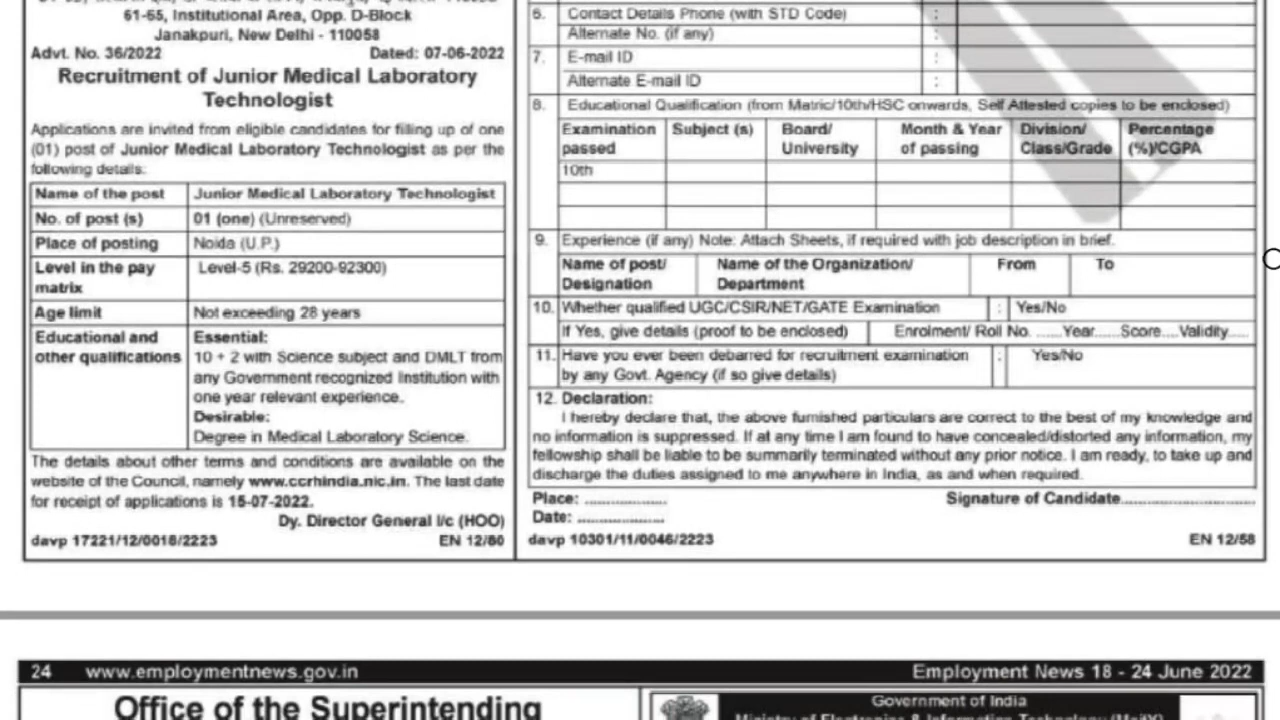 61-65, Institutional Area, Opp. D-Block
Janakpuri, New Delhi - 110058
Advt. No. 36/2022 Dated: 07-06-2022
Recruitment of Junior Medical Laboratory
Technologist
Applications are invited from eligible candidates for filling up of one
(01) post of Junior Medical Laboratory Technologist as per the
following details:
Name of the post Junior Medical Laboratory Technologist
No. of post (s) 01 (one) (Unreserved)
Place of posting Noida (U.P.)
Level in the pay Level-5 (Rs. 29200-92300)
matrix
Age limit Not exceeding 28 years
Educational and Essential:
other qualifications 10 + 2 with Science subject and DMLT from
any Government recognized Institution with
one year relevant experience.
Desirable:
Degree in Medical Laboratory Science.
The details about other terms and conditions are available on the
website of the Council, namely www.ccrhindia.nic.in. The last date
for receipt of applications is 15-07-2022.
Dy. Director General I/c (HOO)
davp 17221/12/0018/2223 EN 12/80
6. Contact Details Phone (with STD Code) :
Alternate No. (if any) :
7. E-mail ID :
Alternate E-mail ID :
8. Educational Qualification (from Matric/10th/HSC onwards, Self Attested copies to be enclosed)
Examination Subject (s) Board/ Month & Year Division/ Percentage
passed University of passing Class/Grade (%)/CGPA
10th
9. Experience (if any) Note: Attach Sheets, if required with job description in brief.
Name of post/ Name of the Organization/ From To
Designation Department
10. Whether qualified UGC/CSIR/NET/GATE Examination : Yes/No
If Yes, give details (proof to be enclosed) Enrolment/ Roll No. ......Year......Score....Validity.....
11. Have you ever been debarred for recruitment examination : Yes/No
by any Govt. Agency (if so give details)
12. Declaration:
I hereby declare that, the above furnished particulars are correct to the best of my knowledge and
no information is suppressed. If at any time I am found to have concealed/distorted any information, my
fellowship shall be liable to be summarily terminated without any prior notice. I am ready, to take up and
discharge the duties assigned to me anywhere in India, as and when required.
Place: .................. Signature of Candidate.............................
Date: ...................
davp 10301/11/0046/2223 EN 12/58
24 www.employmentnews.gov.in Employment News 18 - 24 June 2022
Office of the Superintending
Government of India
Ministry of Electronics & Information Technology (MeitY)